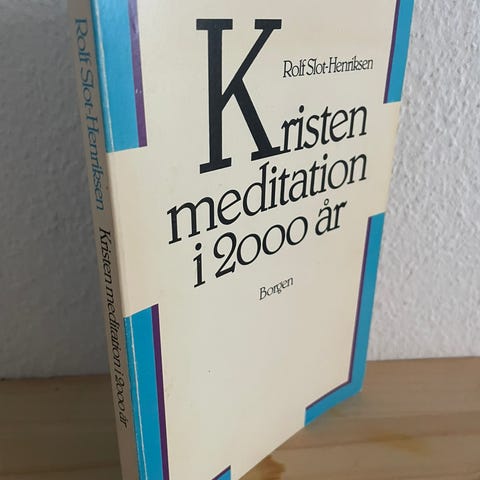 Rolf Slot-Henriksen
Kristen
meditation
i 2000 år
Borgen
Rolf Slot-Henriksen Kristen meditation i 2000 år